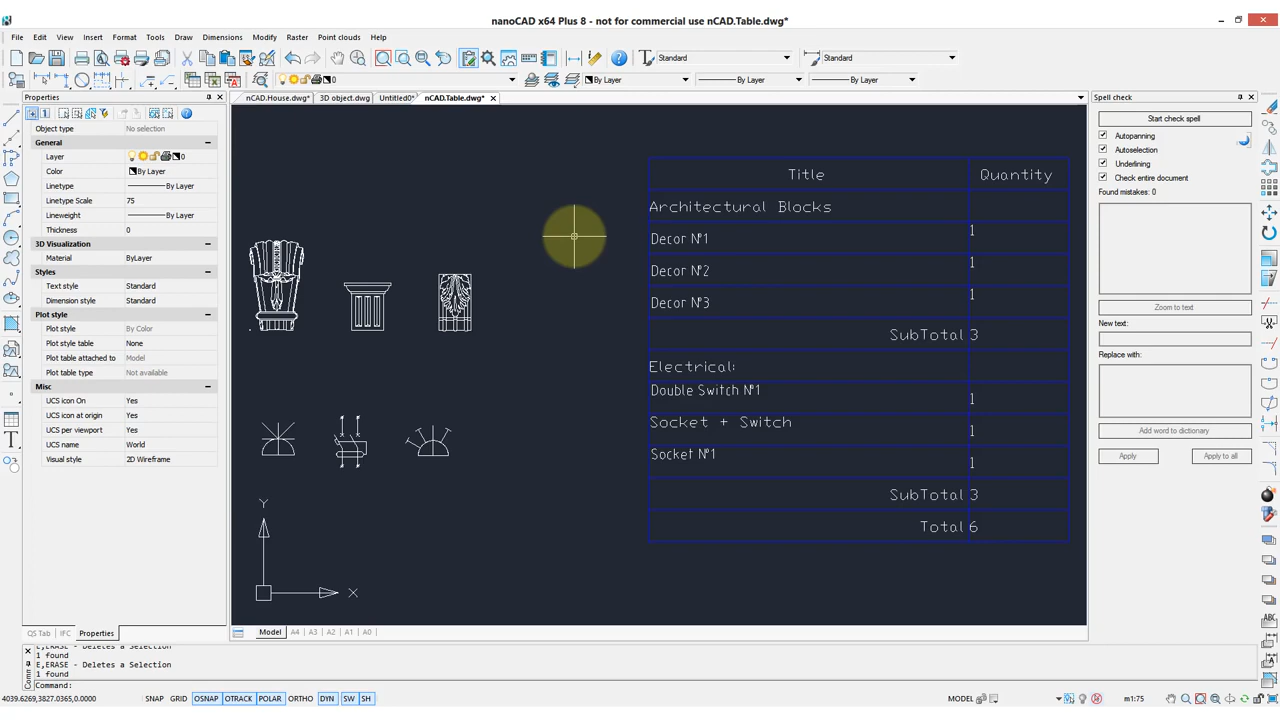 nanoCAD x64 Plus 8 - not for commercial use nCAD.Table.dwg*
File Edit View Insert Format Tools Draw Dimensions Modify Raster Point clouds Help
Standard Standard
0 By Layer By Layer By Layer
Properties
nCAD.House.dwg* 3D object.dwg Untitled0* nCAD.Table.dwg*
Spell check
Object type No selection
General
Layer 0
Color By Layer
Linetype By Layer
Linetype Scale 75
Lineweight By Layer
Thickness 0
3D Visualization
Material ByLayer
Styles
Text style Standard
Dimension style Standard
Plot style
Plot style By Color
Plot style table None
Plot table attached to Model
Plot table type Not available
Misc
UCS icon On Yes
UCS icon at origin Yes
UCS per viewport Yes
UCS name World
Visual style 2D Wireframe
QS Tab IFC Properties
Title Quantity
Architectural Blocks
Decor №1 1
Decor №2 1
Decor №3 1
SubTotal 3
Electrical:
Double Switch №1 1
Socket + Switch 1
Socket №1 1
SubTotal 3
Total 6
Y
X
Model A4 A3 A2 A1 A0
Start check spell
Autopanning
Autoselection
Underlining
Check entire document
Found mistakes: 0
Zoom to text
New text:
Replace with:
Add word to dictionary
Apply Apply to all
ABC
E,ERASE - Deletes a Selection
1 found
E,ERASE - Deletes a Selection
1 found
Command:
4039.6269,3827.0365,0.0000 SNAP GRID OSNAP OTRACK POLAR ORTHO DYN SW SH MODEL m1:75